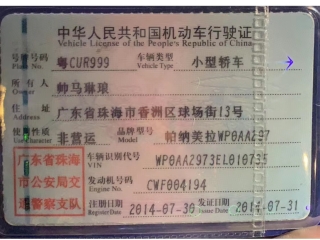 中华人民共和国机动车行驶证
Vehicle License of the People's Republic of China
号牌号码 粤CUR999 车辆类型 小型轿车
Plate No. Vehicle Type
所有人 帅马琳琅
Owner
住址 广东省珠海市香洲区球场街13号
Address
使用性质 非营运 品牌型号 帕纳美拉WP0AA297
Use Character Model
广东省珠海
市公安局交
通警察支队
车辆识别代号 WP0AA2973EL010735
VIN
发动机号码 CWF004194
Engine No.
注册日期 2014-07-30 发证日期 2014-07-31
Register Date Issue Date